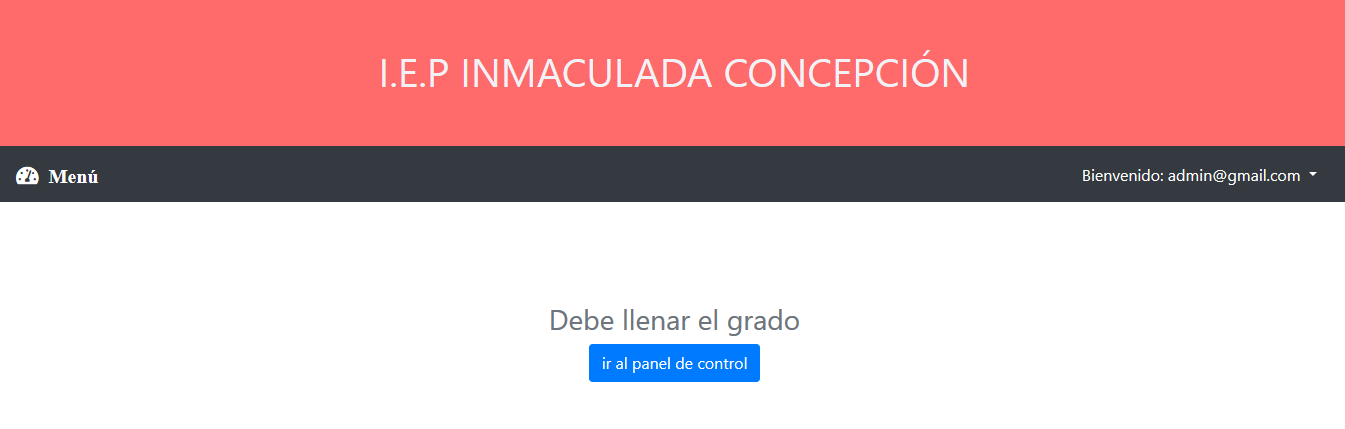 I.E.P INMACULADA CONCEPCIÓN
Menú
Bienvenido: admin@gmail.com
Debe llenar el grado
ir al panel de control